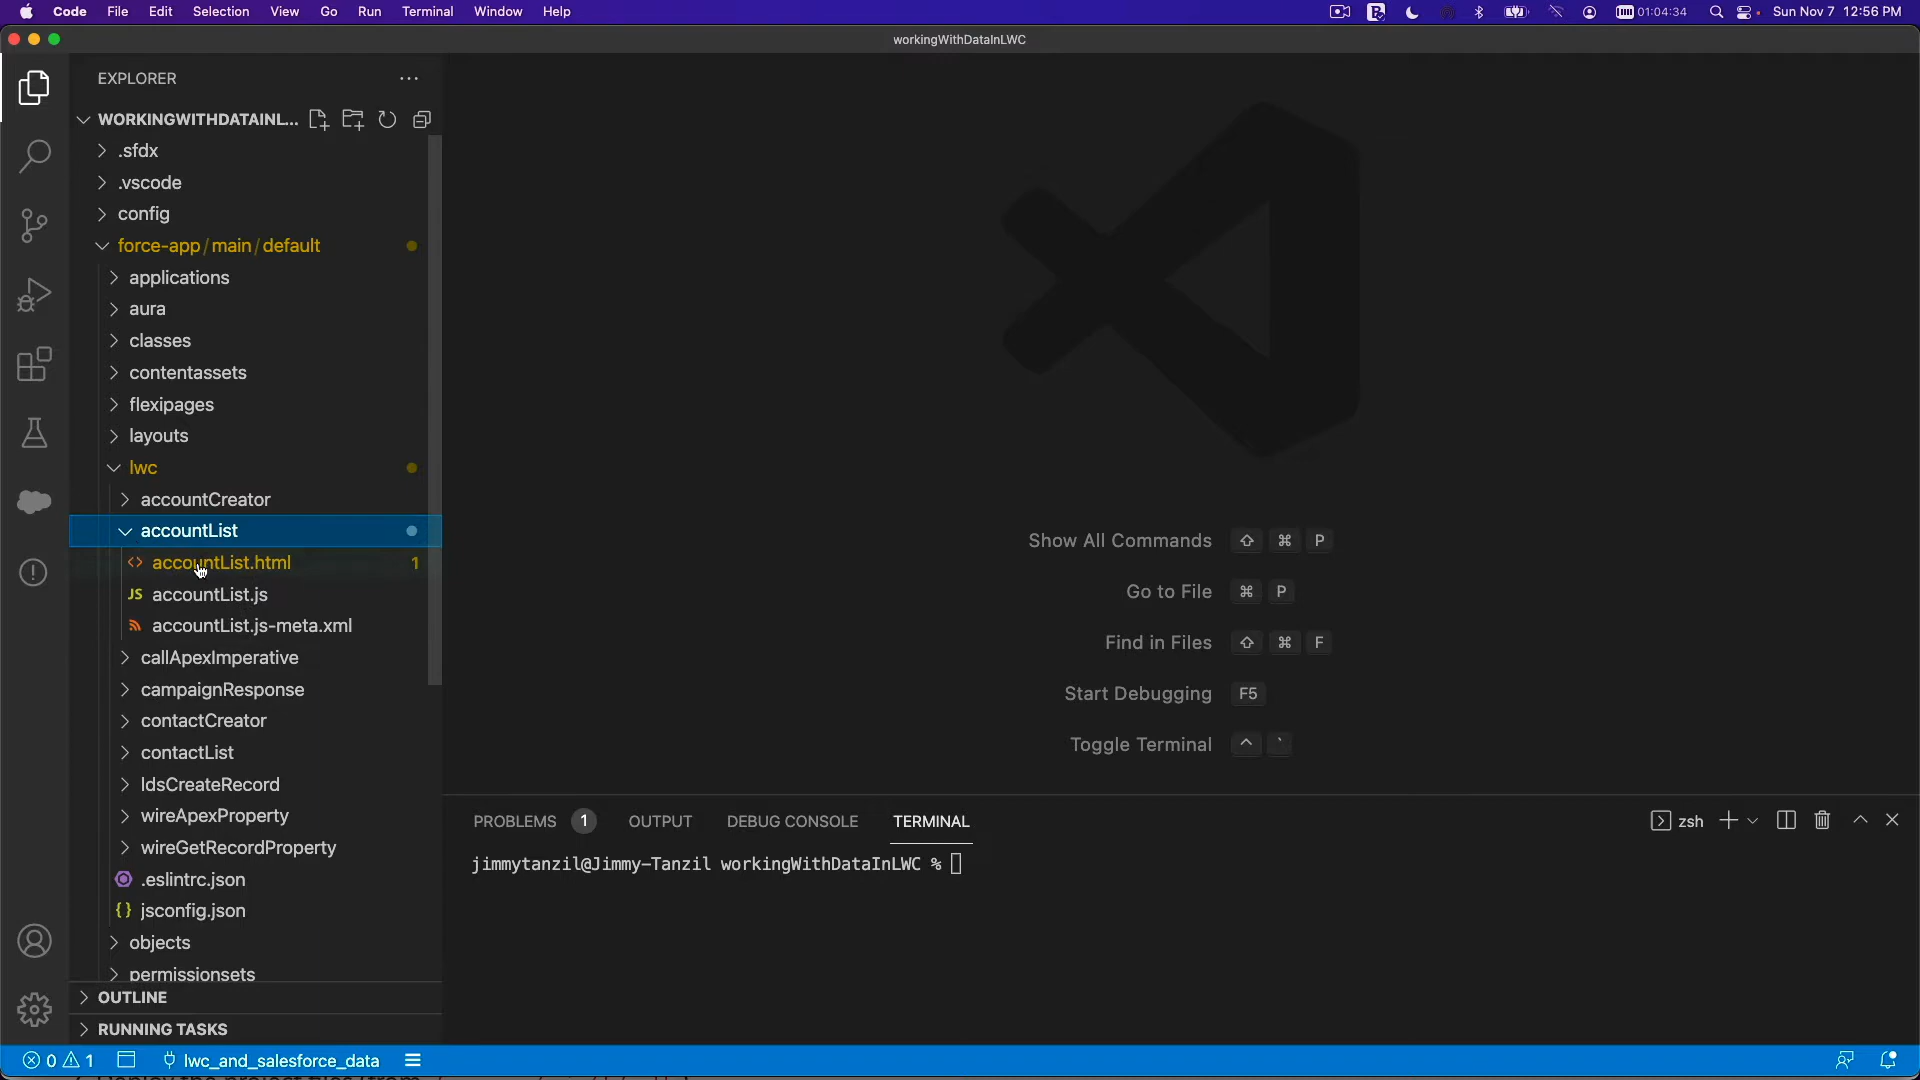 Code File Edit Selection View Go Run Terminal Window Help 01:04:34 Sun Nov 7 12:56 PM
workingWithDataInLWC
EXPLORER
WORKINGWITHDATAINL...
.sfdx
.vscode
config
force-app / main / default
applications
aura
classes
contentassets
flexipages
layouts
lwc
accountCreator
accountList
accountList.html 1
JS accountList.js
accountList.js-meta.xml
callApexImperative
campaignResponse
contactCreator
contactList
ldsCreateRecord
wireApexProperty
wireGetRecordProperty
.eslintrc.json
{} jsconfig.json
objects
permissionsets
OUTLINE
RUNNING TASKS
Show All Commands ⇧ ⌘ P
Go to File ⌘ P
Find in Files ⇧ ⌘ F
Start Debugging F5
Toggle Terminal ^ `
PROBLEMS 1 OUTPUT DEBUG CONSOLE TERMINAL zsh
jimmytanzil@Jimmy-Tanzil workingWithDataInLWC %
0 1 lwc_and_salesforce_data